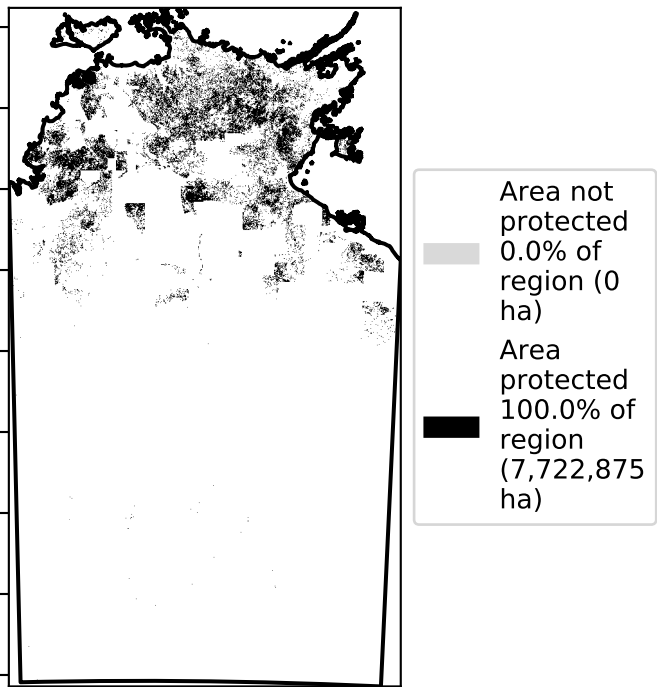 Area not
protected
0.0% of
region (0
ha)
Area
protected
100.0% of
region
(7,722,875
ha)